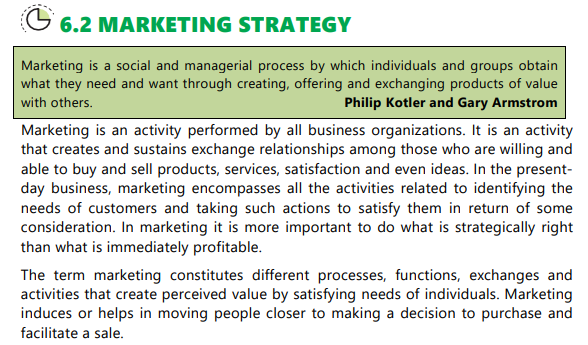 6.2 MARKETING STRATEGY
Marketing is a social and managerial process by which individuals and groups obtain
what they need and want through creating, offering and exchanging products of value
with others. Philip Kotler and Gary Armstrom
Marketing is an activity performed by all business organizations. It is an activity
that creates and sustains exchange relationships among those who are willing and
able to buy and sell products, services, satisfaction and even ideas. In the present-
day business, marketing encompasses all the activities related to identifying the
needs of customers and taking such actions to satisfy them in return of some
consideration. In marketing it is more important to do what is strategically right
than what is immediately profitable.
The term marketing constitutes different processes, functions, exchanges and
activities that create perceived value by satisfying needs of individuals. Marketing
induces or helps in moving people closer to making a decision to purchase and
facilitate a sale.